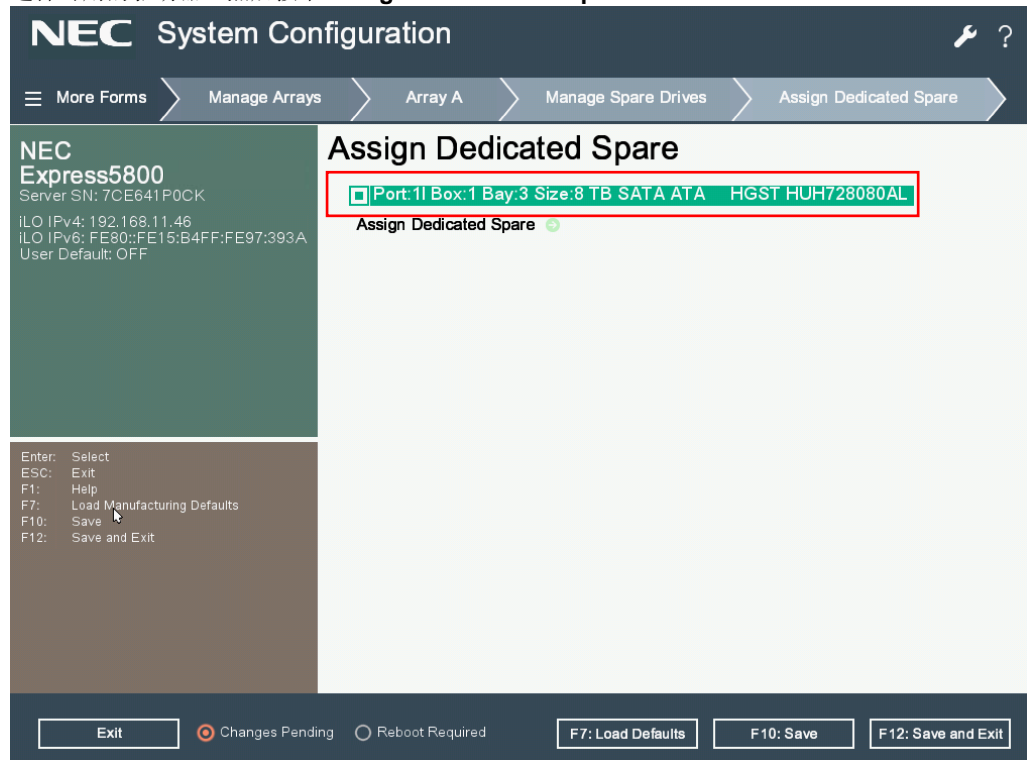 NEC System Configuration
?
More Forms
Manage Arrays
Array A
Manage Spare Drives
Assign Dedicated Spare
NEC
Express5800
Server SN: 7CE641P0CK
iLO IPv4: 192.168.11.46
iLO IPv6: FE80::FE15:B4FF:FE97:393A
User Default: OFF
Assign Dedicated Spare
Port:1I Box:1 Bay:3 Size:8 TB SATA ATA HGST HUH728080AL
Assign Dedicated Spare
Enter: Select
ESC: Exit
F1: Help
F7: Load Manufacturing Defaults
F10: Save
F12: Save and Exit
Exit
Changes Pending
Reboot Required
F7: Load Defaults
F10: Save
F12: Save and Exit